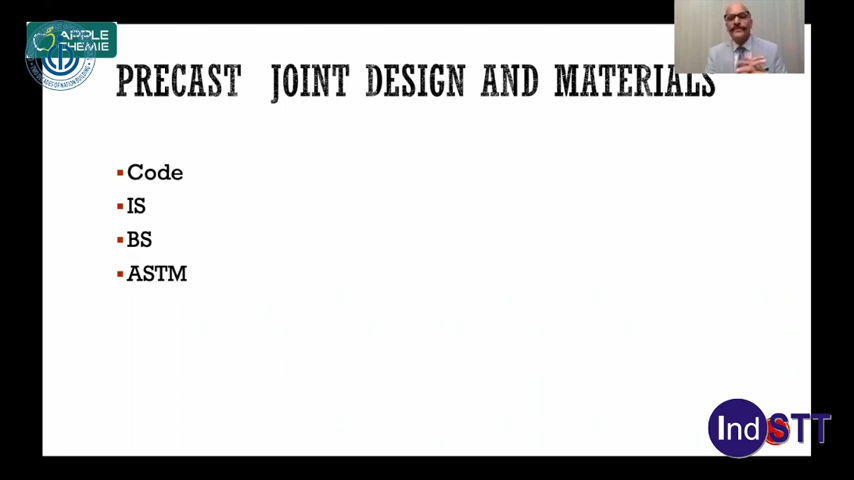 APPLE
CHEMIE
PRECAST JOINT DESIGN AND MATERIALS
Code
IS
BS
ASTM
IndSTT